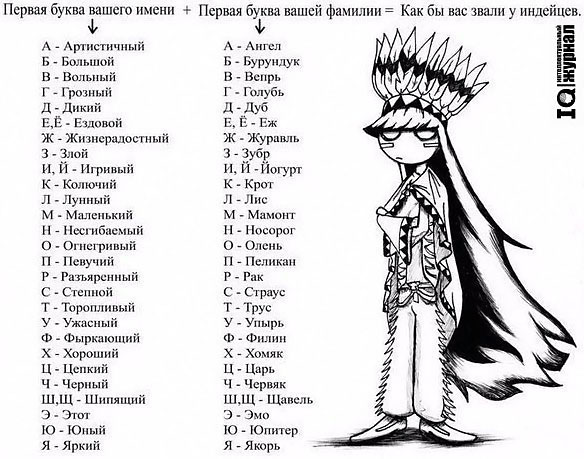 Первая буква вашего имени + Первая буква вашей фамилии = Как бы вас звали у индейцев.
IQ интеллектуальный журнал
А - Артистичный А - Ангел
Б - Большой Б - Бурундук
В - Вольный В - Вепрь
Г - Грозный Г - Голубь
Д - Дикий Д - Дуб
Е,Ё - Ездовой Е, Ё - Еж
Ж - Жизнерадостный Ж - Журавль
З - Злой З - Зубр
И, Й - Игривый И, Й -Йогурт
К - Колючий К - Крот
Л - Лунный Л - Лис
М - Маленький М - Мамонт
Н - Несгибаемый Н - Носорог
О - Огнегривый О - Олень
П - Певучий П - Пеликан
Р - Разъяренный Р - Рак
С - Степной С - Страус
Т - Торопливый Т - Трус
У - Ужасный У - Упырь
Ф - Фыркающий Ф - Филин
Х - Хороший Х - Хомяк
Ц - Цепкий Ц - Царь
Ч - Черный Ч - Червяк
Ш,Щ - Шипящий Ш,Щ - Щавель
Э - Этот Э - Эмо
Ю - Юный Ю - Юпитер
Я - Яркий Я - Якорь